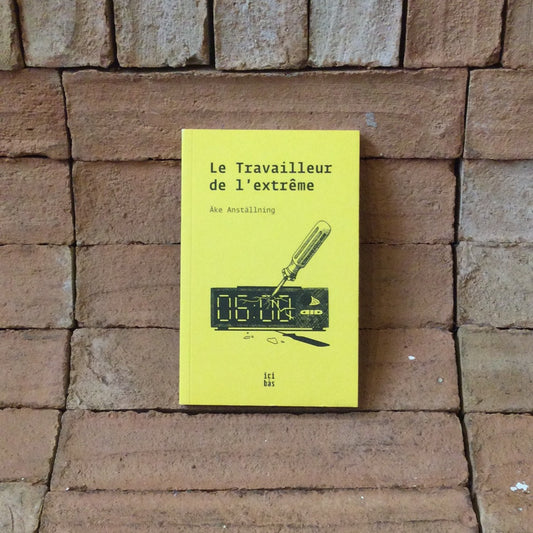 Le Travailleur
de l'extrême
Åke Anställning
06:00
ici
bas